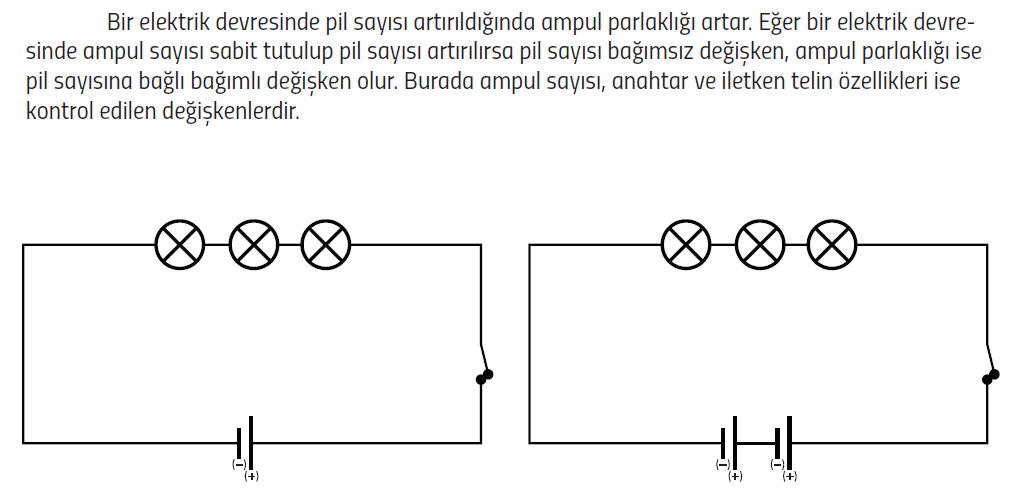 Bir elektrik devresinde pil sayısı artırıldığında ampul parlaklığı artar. Eğer bir elektrik devre-
sinde ampul sayısı sabit tutulup pil sayısı artırılırsa pil sayısı bağımsız değişken, ampul parlaklığı ise
pil sayısına bağlı bağımlı değişken olur. Burada ampul sayısı, anahtar ve iletken telin özellikleri ise
kontrol edilen değişkenlerdir.
(−) (−) (−)
(+) (+) (+)